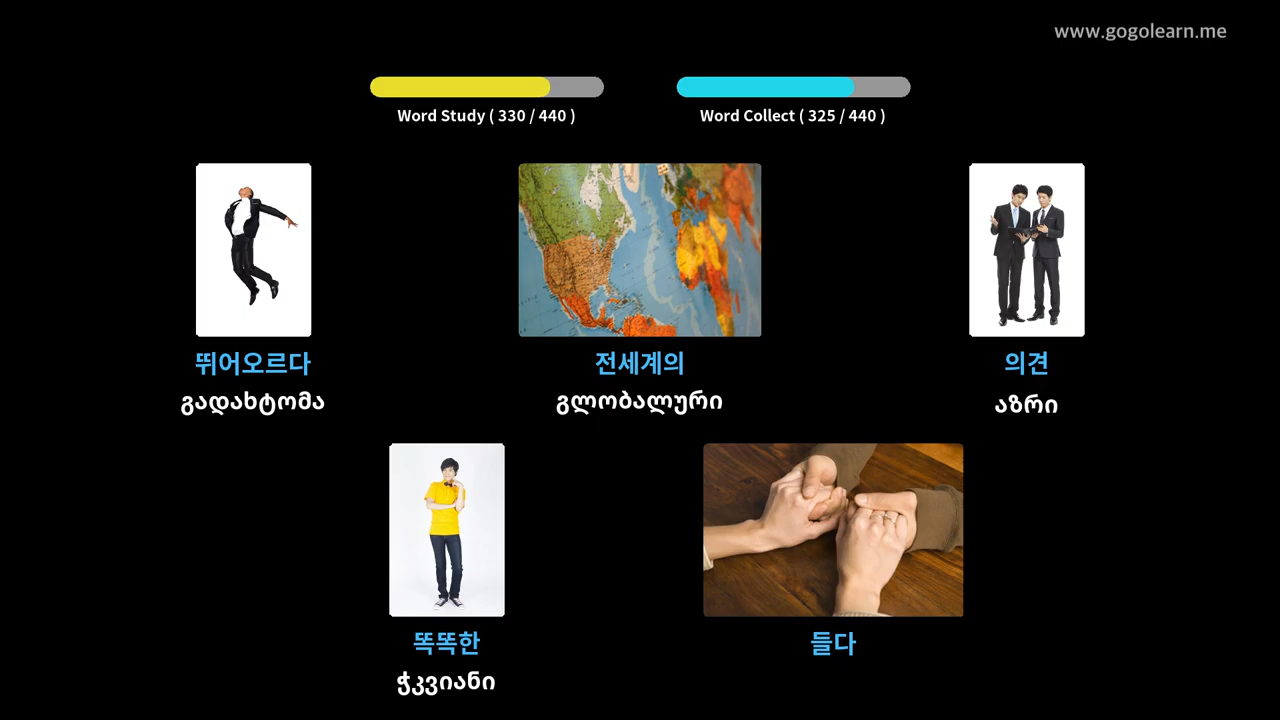 www.gogolearn.me
Word Study ( 330 / 440 )
Word Collect ( 325 / 440 )
뛰어오르다
გადახტომა
전세계의
გლობალური
의견
აზრი
똑똑한
ჭკვიანი
들다